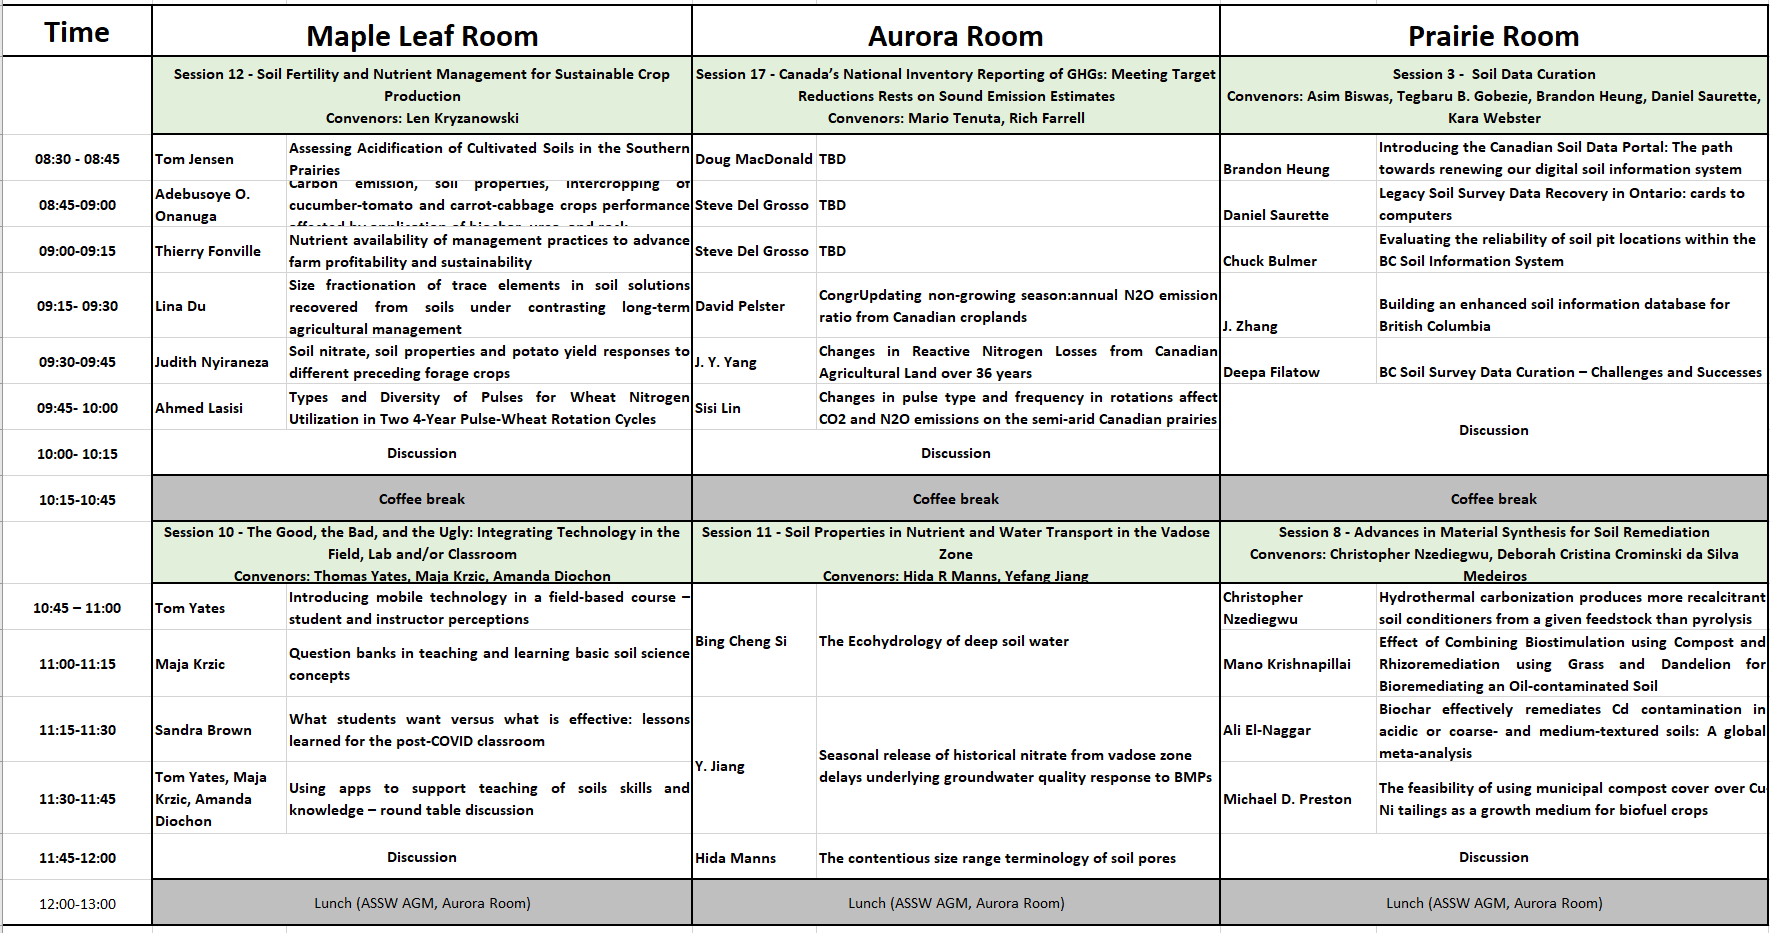 Time
Maple Leaf Room
Aurora Room
Prairie Room
Session 12 - Soil Fertility and Nutrient Management for Sustainable Crop
Production
Convenors: Len Kryzanowski
Session 17 - Canada's National Inventory Reporting of GHGs: Meeting Target
Reductions Rests on Sound Emission Estimates
Convenors: Mario Tenuta, Rich Farrell
Session 3 -  Soil Data Curation
Convenors: Asim Biswas, Tegbaru B. Gobezie, Brandon Heung, Daniel Saurette,
Kara Webster
08:30 - 08:45
Tom Jensen
Assessing Acidification of Cultivated Soils in the Southern
Prairies
Doug MacDonald
TBD
Brandon Heung
Introducing the Canadian Soil Data Portal: The path
towards renewing our digital soil information system
08:45-09:00
Adebusoye O.
Onanuga
Carbon emission, soil properties, intercropping of
cucumber-tomato and carrot-cabbage crops performance
affected by application of biochar, urea, and rock
Steve Del Grosso
TBD
Daniel Saurette
Legacy Soil Survey Data Recovery in Ontario: cards to
computers
09:00-09:15
Thierry Fonville
Nutrient availability of management practices to advance
farm profitability and sustainability
Steve Del Grosso
TBD
Chuck Bulmer
Evaluating the reliability of soil pit locations within the
BC Soil Information System
09:15- 09:30
Lina Du
Size fractionation of trace elements in soil solutions
recovered from soils under contrasting long-term
agricultural management
David Pelster
CongrUpdating non-growing season:annual N2O emission
ratio from Canadian croplands
J. Zhang
Building an enhanced soil information database for
British Columbia
09:30-09:45
Judith Nyiraneza
Soil nitrate, soil properties and potato yield responses to
different preceding forage crops
J. Y. Yang
Changes in Reactive Nitrogen Losses from Canadian
Agricultural Land over 36 years
Deepa Filatow
BC Soil Survey Data Curation – Challenges and Successes
09:45- 10:00
Ahmed Lasisi
Types and Diversity of Pulses for Wheat Nitrogen
Utilization in Two 4-Year Pulse-Wheat Rotation Cycles
Sisi Lin
Changes in pulse type and frequency in rotations affect
CO2 and N2O emissions on the semi-arid Canadian prairies
Discussion
10:00- 10:15
Discussion
Discussion
10:15-10:45
Coffee break
Coffee break
Coffee break
Session 10 - The Good, the Bad, and the Ugly: Integrating Technology in the
Field, Lab and/or Classroom
Convenors: Thomas Yates, Maja Krzic, Amanda Diochon
Session 11 - Soil Properties in Nutrient and Water Transport in the Vadose
Zone
Convenors: Hida R Manns, Yefang Jiang
Session 8 - Advances in Material Synthesis for Soil Remediation
Convenors: Christopher Nzediegwu, Deborah Cristina Crominski da Silva
Medeiros
10:45 – 11:00
Tom Yates
Introducing mobile technology in a field-based course –
student and instructor perceptions
Bing Cheng Si
The Ecohydrology of deep soil water
Christopher
Nzediegwu
Hydrothermal carbonization produces more recalcitrant
soil conditioners from a given feedstock than pyrolysis
11:00-11:15
Maja Krzic
Question banks in teaching and learning basic soil science
concepts
Mano Krishnapillai
Effect of Combining Biostimulation using Compost and
Rhizoremediation using Grass and Dandelion for
Bioremediating an Oil-contaminated Soil
11:15-11:30
Sandra Brown
What students want versus what is effective: lessons
learned for the post-COVID classroom
Y. Jiang
Seasonal release of historical nitrate from vadose zone
delays underlying groundwater quality response to BMPs
Ali El-Naggar
Biochar effectively remediates Cd contamination in
acidic or coarse- and medium-textured soils: A global
meta-analysis
11:30-11:45
Tom Yates, Maja
Krzic, Amanda
Diochon
Using apps to support teaching of soils skills and
knowledge – round table discussion
Michael D. Preston
The feasibility of using municipal compost cover over Cu-
Ni tailings as a growth medium for biofuel crops
11:45-12:00
Discussion
Hida Manns
The contentious size range terminology of soil pores
Discussion
12:00-13:00
Lunch (ASSW AGM, Aurora Room)
Lunch (ASSW AGM, Aurora Room)
Lunch (ASSW AGM, Aurora Room)